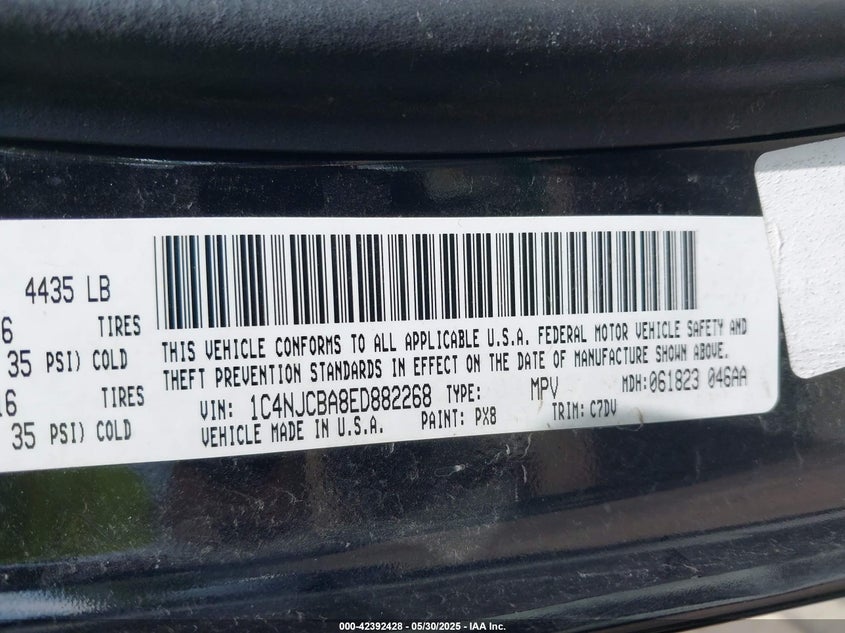 4435 LB
6 TIRES
35 PSI) COLD
16 TIRES
35 PSI) COLD
THIS VEHICLE CONFORMS TO ALL APPLICABLE U.S.A. FEDERAL MOTOR VEHICLE SAFETY AND
THEFT PREVENTION STANDARDS IN EFFECT ON THE DATE OF MANUFACTURE SHOWN ABOVE.
VIN: 1C4NJCBA8ED882268 TYPE: MPV MDH:061823 046AA
VEHICLE MADE IN U.S.A. PAINT: PX8 TRIM: C7DV
000-42392428 - 05/30/2025 - IAA Inc.